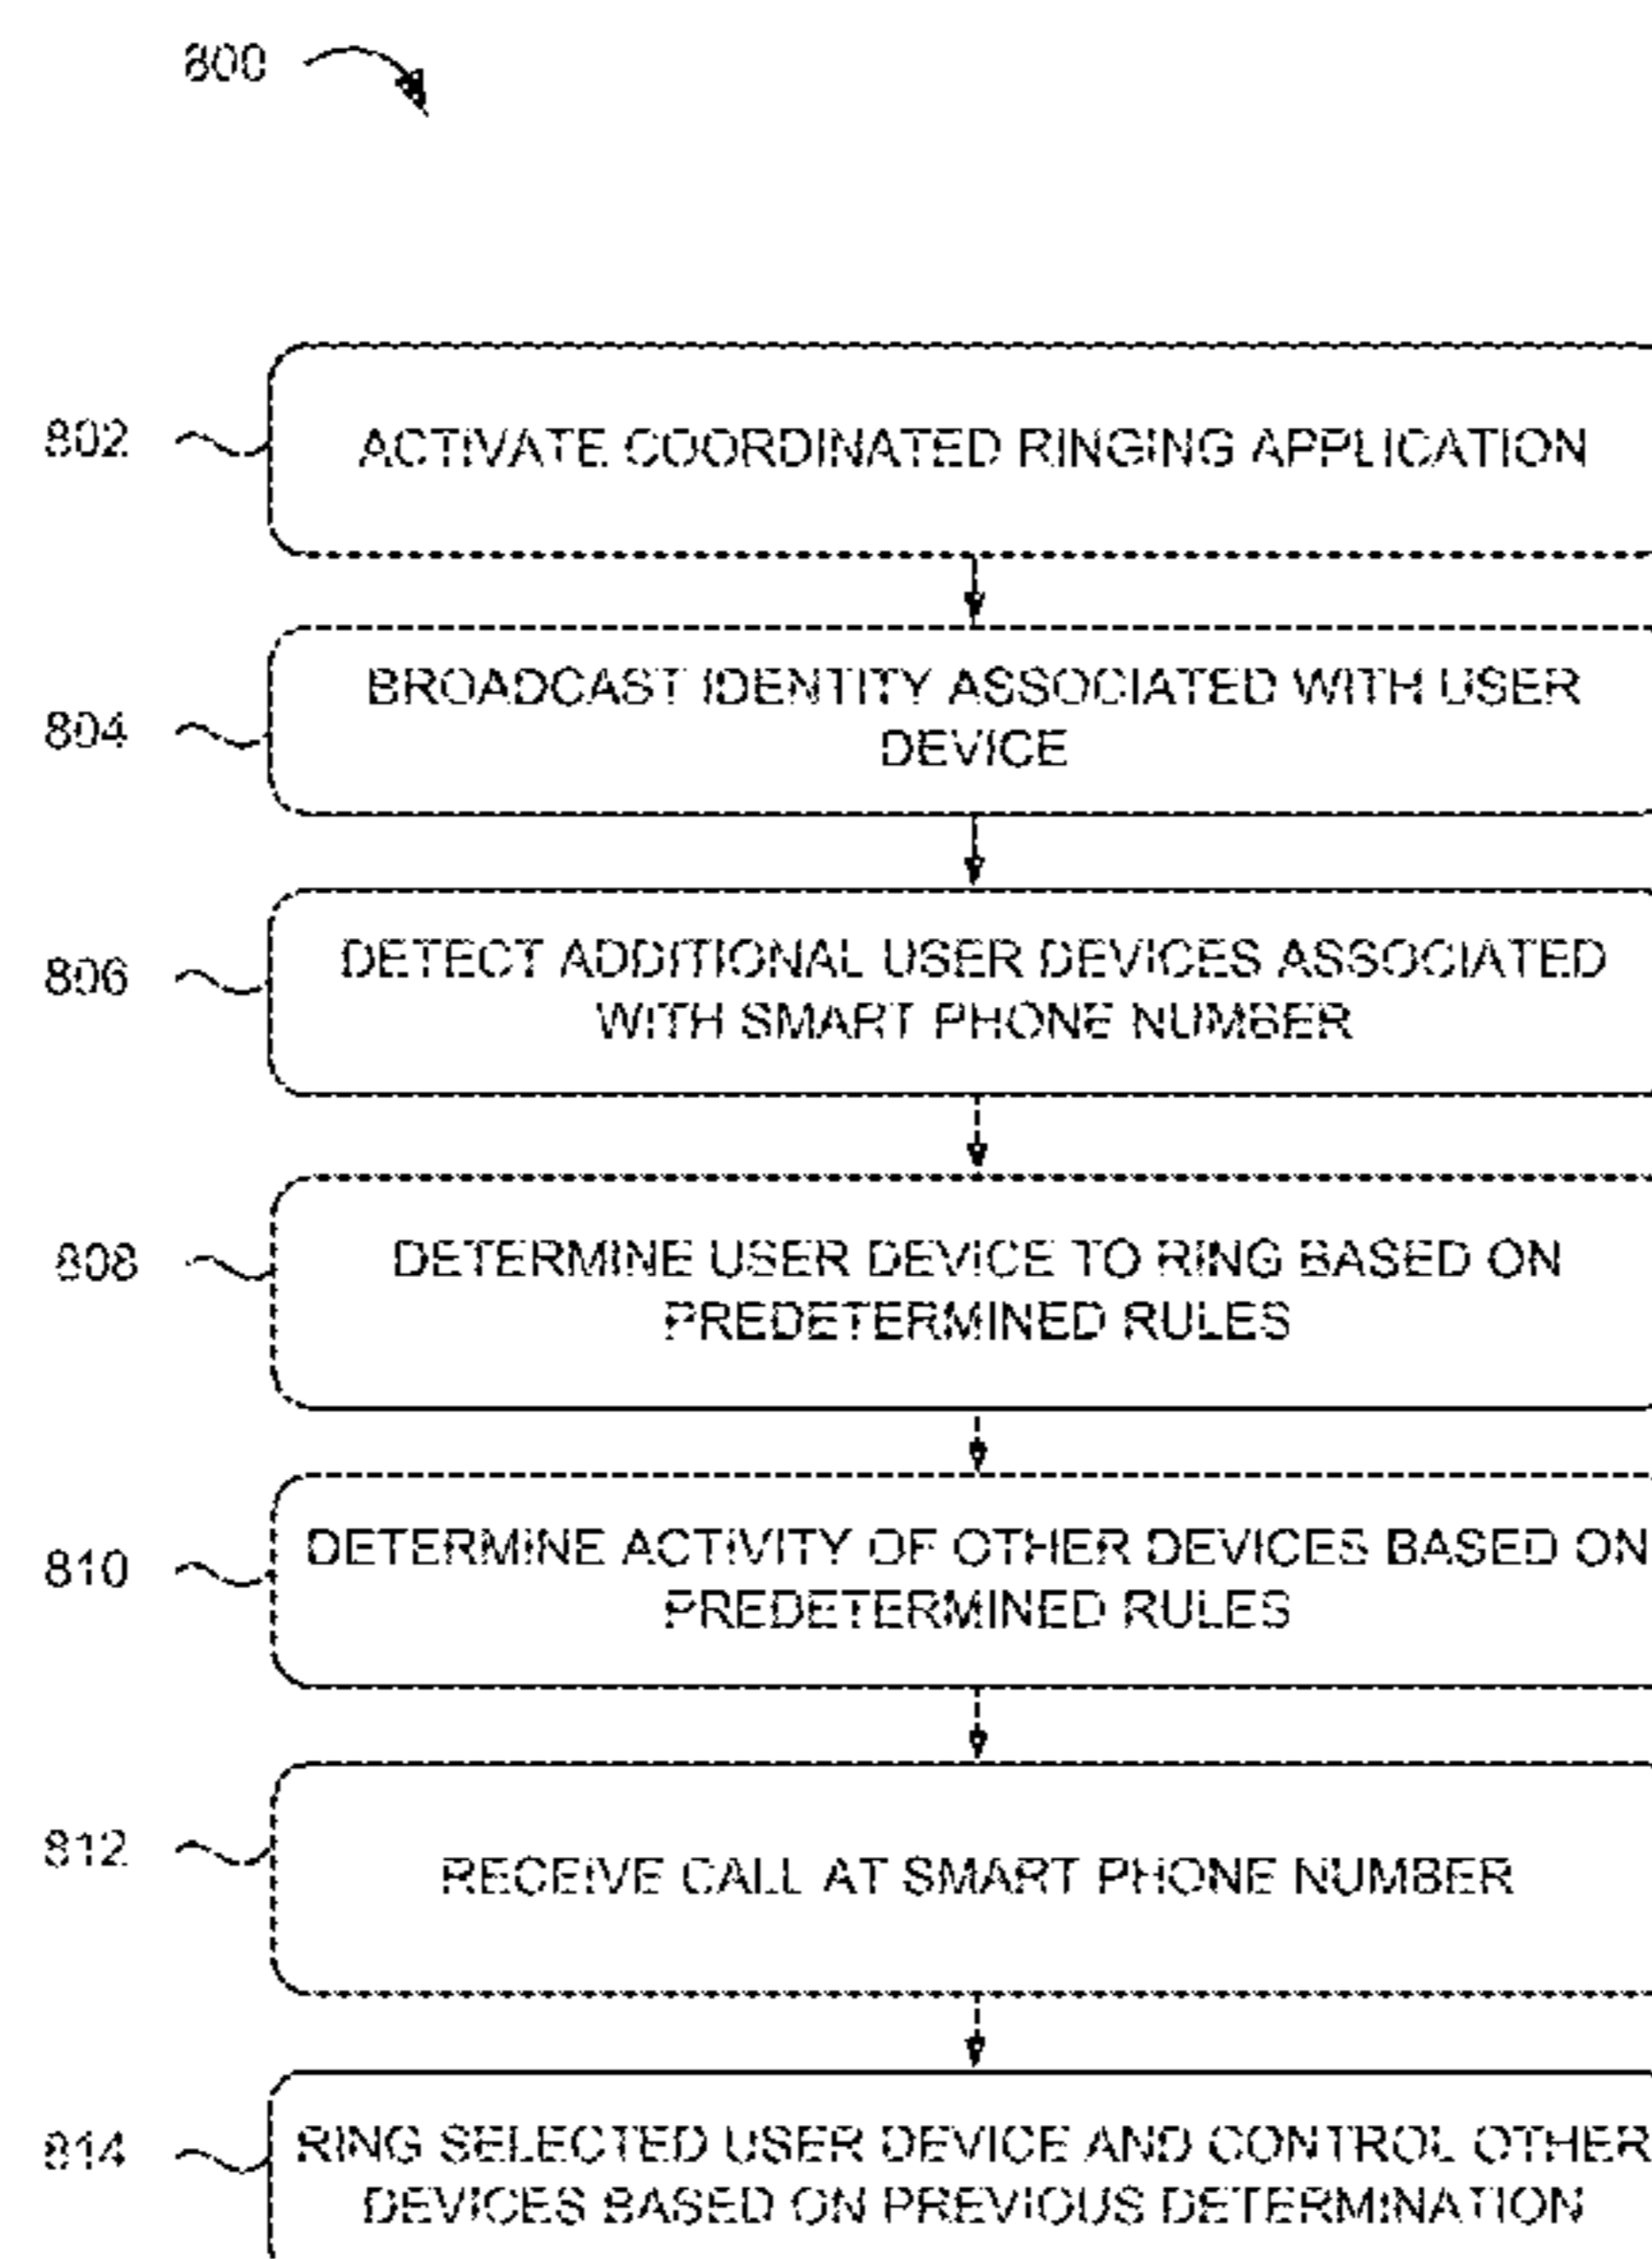 800
802
ACTIVATE COORDINATED RINGING APPLICATION
804
BROADCAST IDENTITY ASSOCIATED WITH USER
DEVICE
806
DETECT ADDITIONAL USER DEVICES ASSOCIATED
WITH SMART PHONE NUMBER
808
DETERMINE USER DEVICE TO RING BASED ON
PREDETERMINED RULES
810
DETERMINE ACTIVITY OF OTHER DEVICES BASED ON
PREDETERMINED RULES
812
RECEIVE CALL AT SMART PHONE NUMBER
814
RING SELECTED USER DEVICE AND CONTROL OTHER
DEVICES BASED ON PREVIOUS DETERMINATION